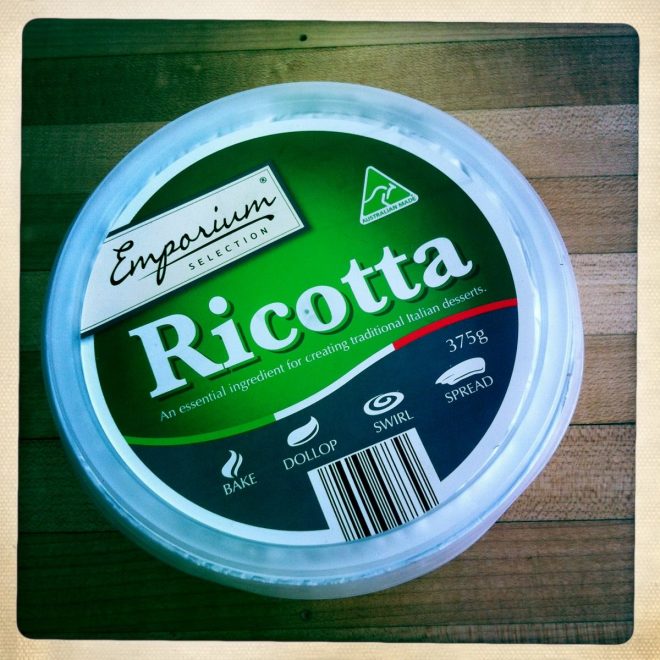 Emporium®
SELECTION
AUSTRALIAN MADE
Ricotta
An essential ingredient for creating traditional Italian desserts.
375g
BAKE
DOLLOP
SWIRL
SPREAD